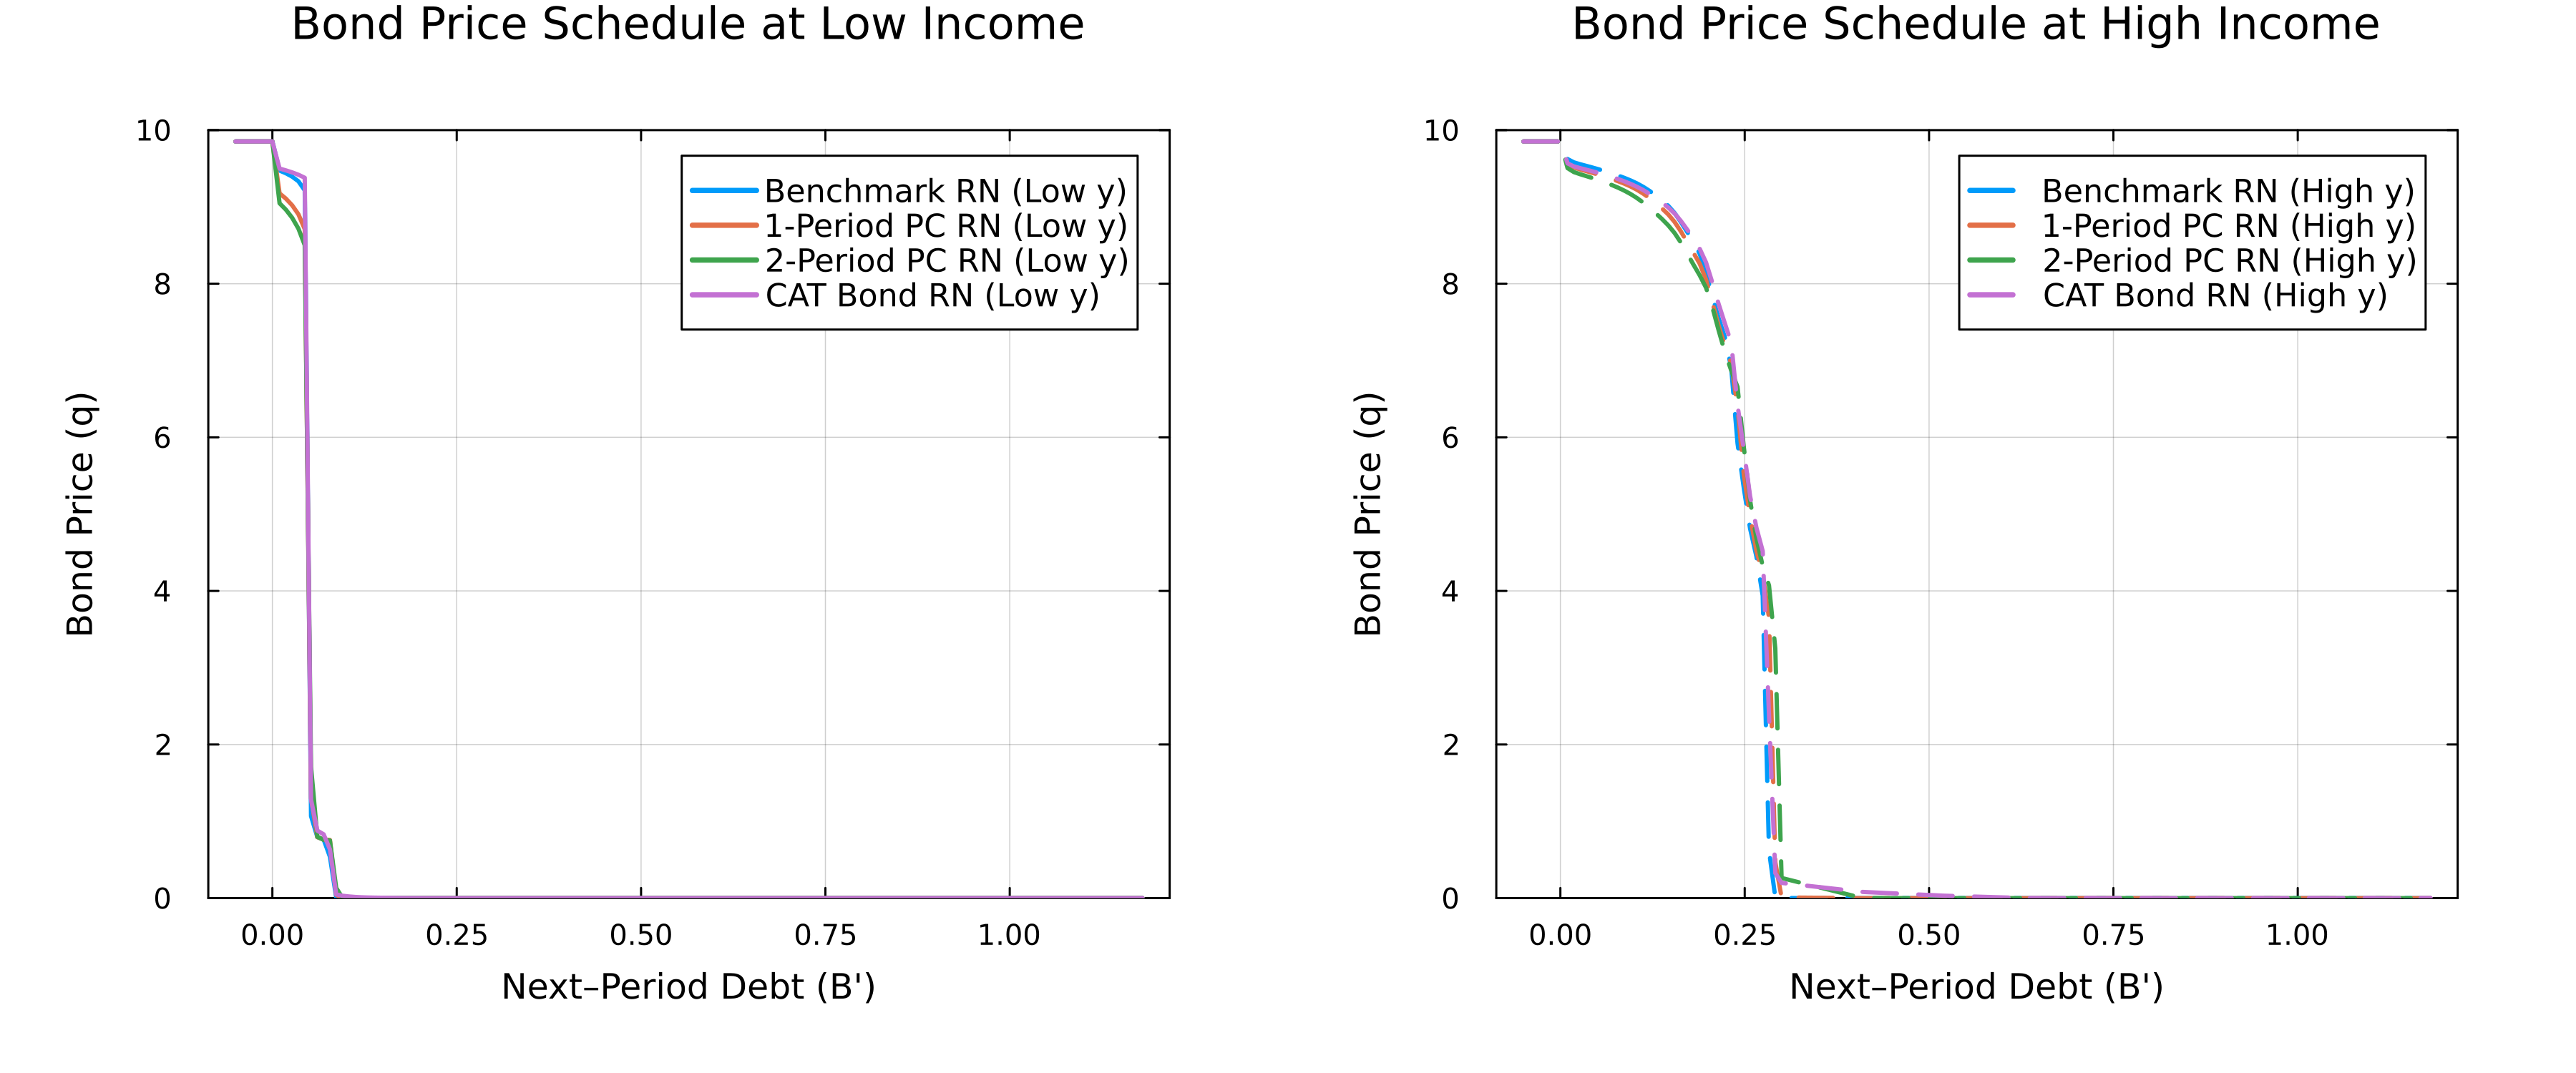 Bond Price Schedule at Low Income
10
8
6
4
2
0
Bond Price (q)
Benchmark RN (Low y)
1-Period PC RN (Low y)
2-Period PC RN (Low y)
CAT Bond RN (Low y)
0.00 0.25 0.50 0.75 1.00
Next–Period Debt (B')
Bond Price Schedule at High Income
10
8
6
4
2
0
Bond Price (q)
Benchmark RN (High y)
1-Period PC RN (High y)
2-Period PC RN (High y)
CAT Bond RN (High y)
0.00 0.25 0.50 0.75 1.00
Next–Period Debt (B')